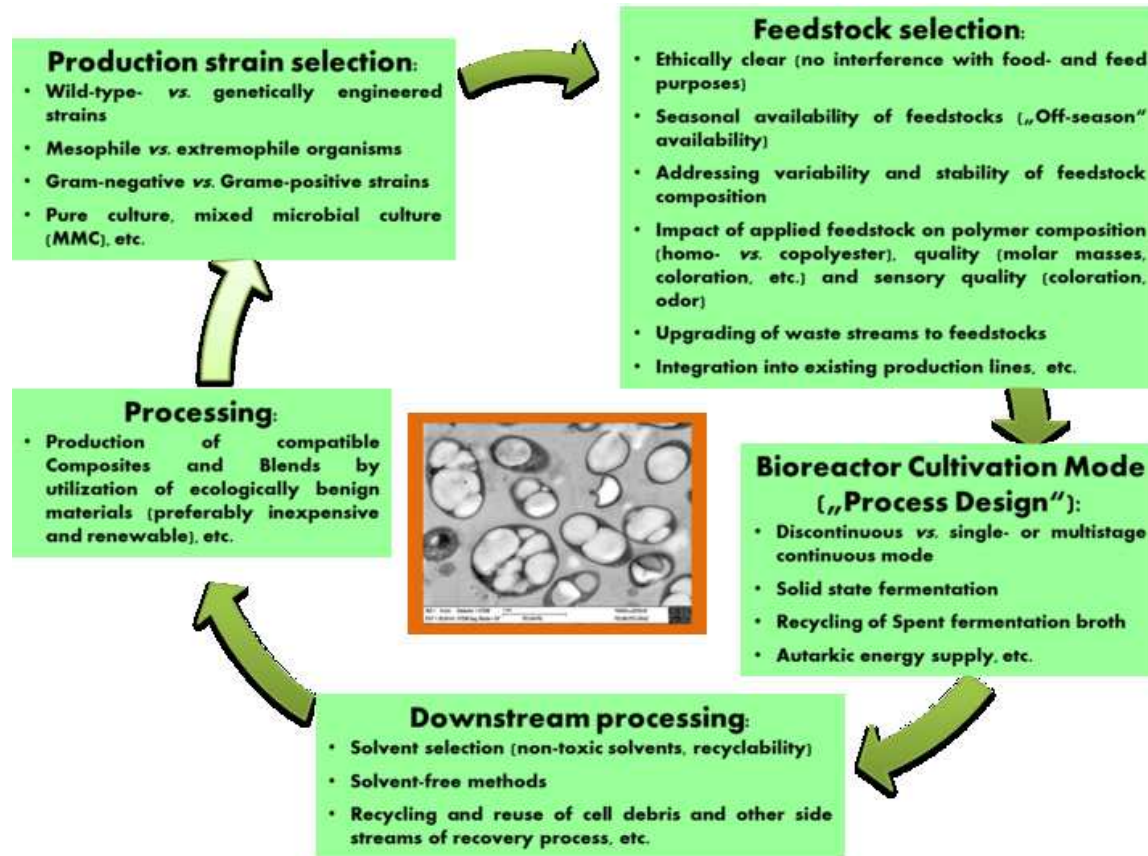 Production strain selection:
• Wild-type- vs. genetically engineered
strains
• Mesophile vs. extremophile organisms
• Gram-negative vs. Grame-positive strains
• Pure culture, mixed microbial culture
(MMC), etc.
Feedstock selection:
• Ethically clear (no interference with food- and feed
purposes)
• Seasonal availability of feedstocks („Off-season“
availability)
• Addressing variability and stability of feedstock
composition
• Impact of applied feedstock on polymer composition
(homo- vs. copolyester), quality (molar masses,
coloration, etc.) and sensory quality (coloration,
odor)
• Upgrading of waste streams to feedstocks
• Integration into existing production lines, etc.
Bioreactor Cultivation Mode
(„Process Design“):
• Discontinuous vs. single- or multistage
continuous mode
• Solid state fermentation
• Recycling of Spent fermentation broth
• Autarkic energy supply, etc.
Downstream processing:
• Solvent selection (non-toxic solvents, recyclability)
• Solvent-free methods
• Recycling and reuse of cell debris and other side
streams of recovery process, etc.
Processing:
• Production of compatible
Composites and Blends by
utilization of ecologically benign
materials (preferably inexpensive
and renewable), etc.